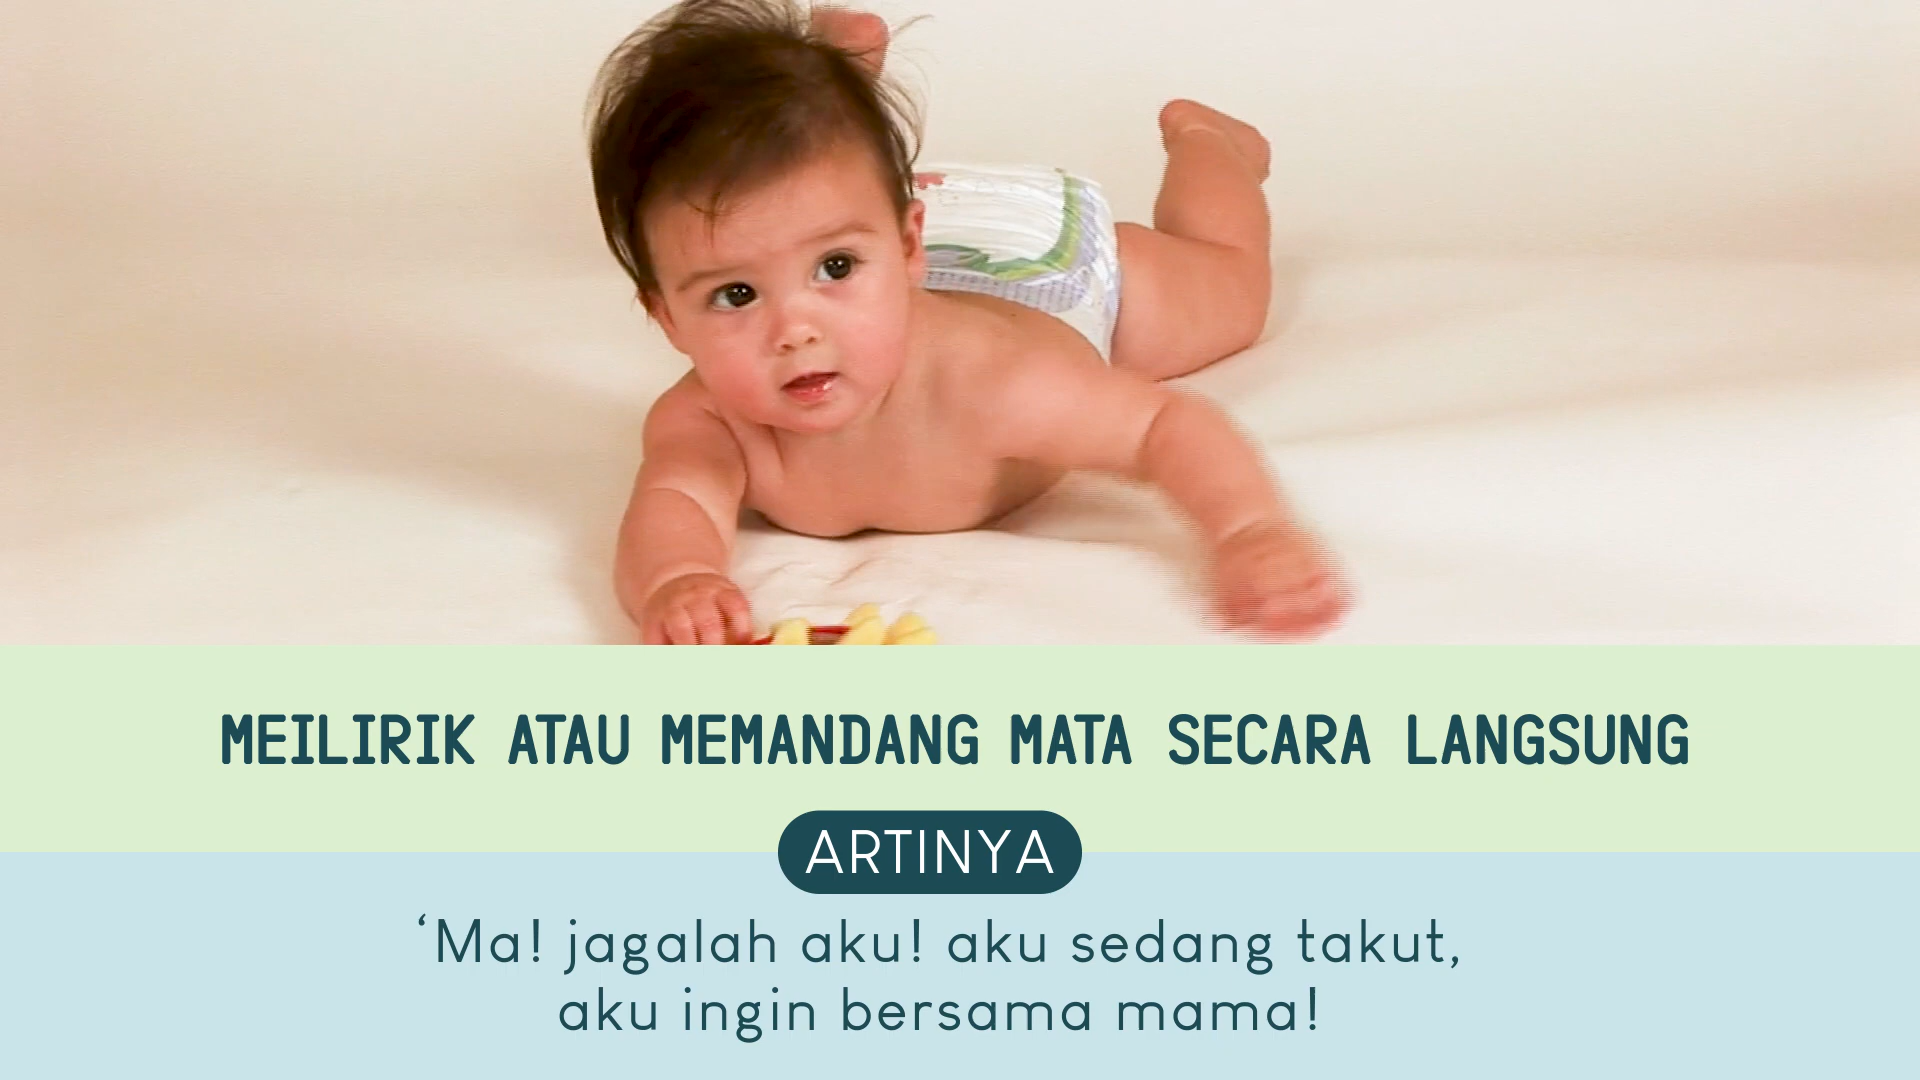 MEILIRIK ATAU MEMANDANG MATA SECARA LANGSUNG
ARTINYA
‘Ma! jagalah aku! aku sedang takut,
aku ingin bersama mama!